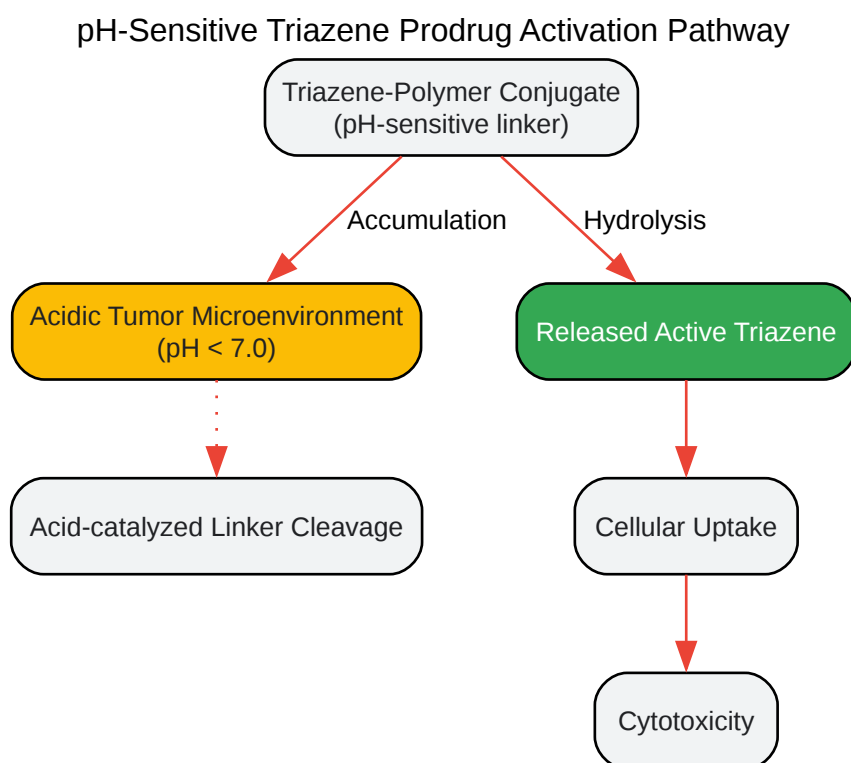 pH-Sensitive Triazene Prodrug Activation Pathway
Triazene-Polymer Conjugate
(pH-sensitive linker)
Accumulation
Hydrolysis
Acidic Tumor Microenvironment
(pH < 7.0)
Released Active Triazene
Acid-catalyzed Linker Cleavage
Cellular Uptake
Cytotoxicity